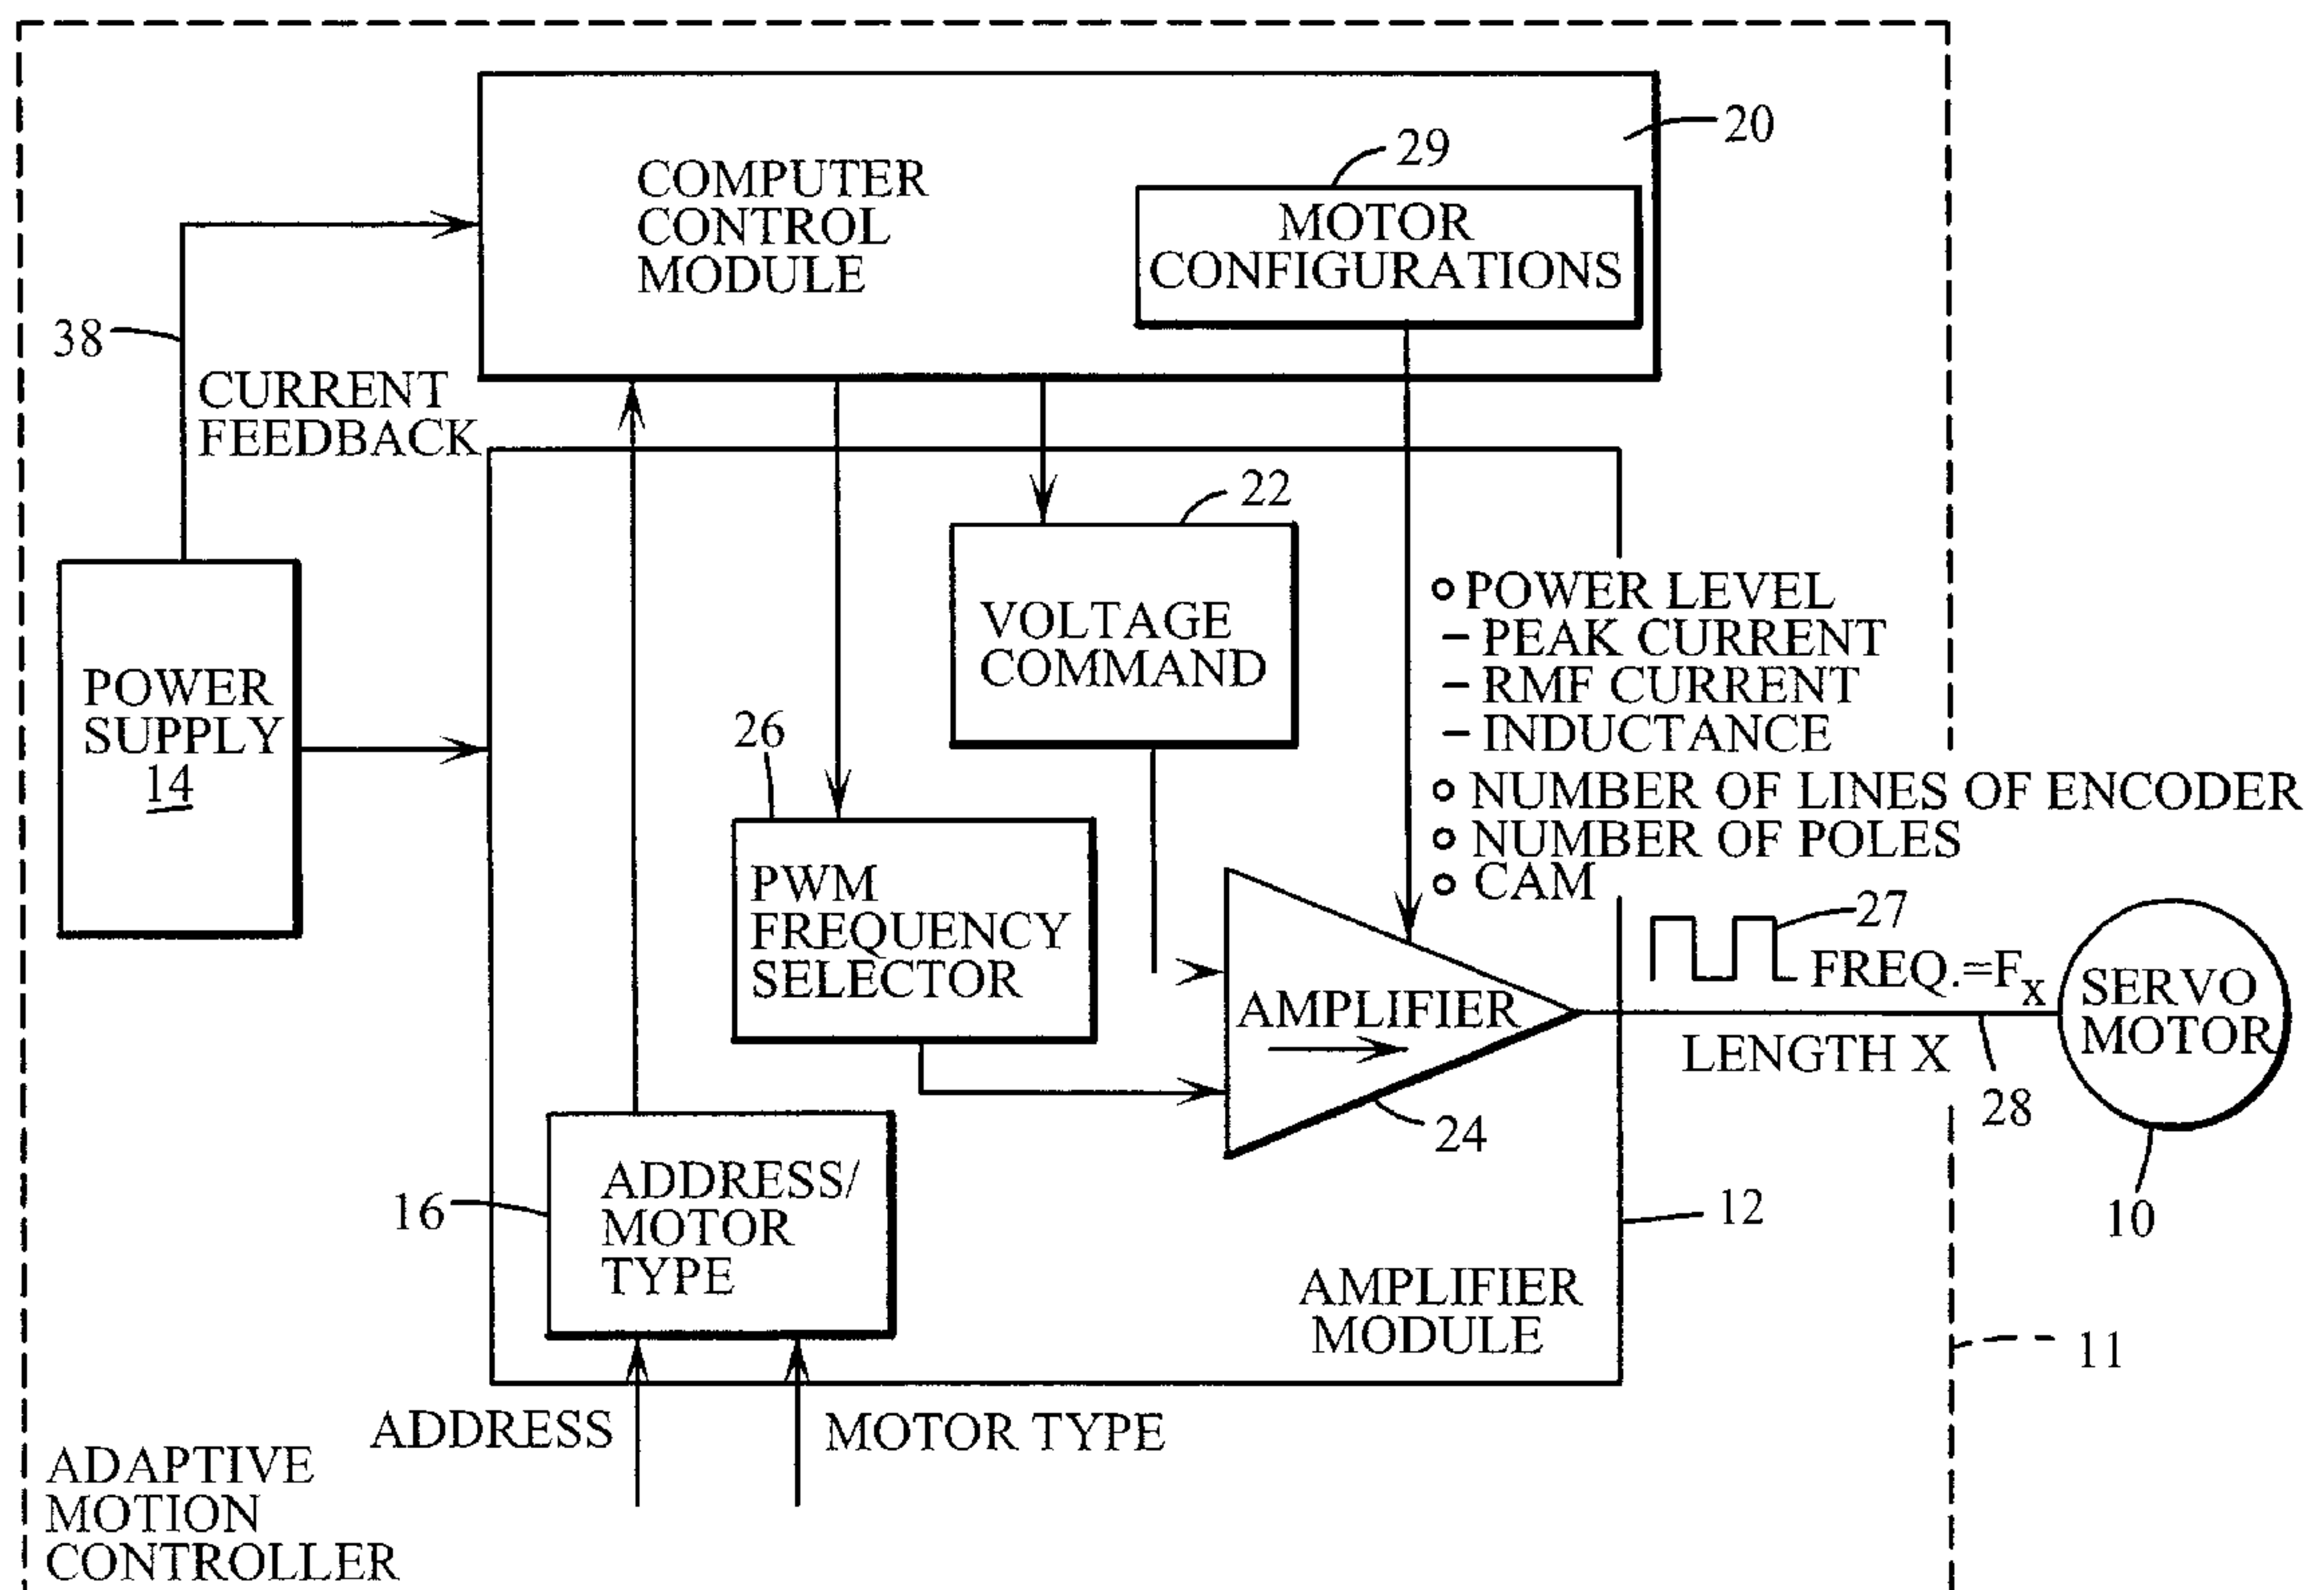 20
29
COMPUTER
CONTROL
MODULE
MOTOR
CONFIGURATIONS
38
CURRENT
FEEDBACK
22
VOLTAGE
COMMAND
POWER LEVEL
- PEAK CURRENT
- RMF CURRENT
- INDUCTANCE
NUMBER OF LINES OF ENCODER
NUMBER OF POLES
CAM
POWER
SUPPLY
14
26
PWM
FREQUENCY
SELECTOR
27
FREQ.=Fx
AMPLIFIER
SERVO
MOTOR
LENGTH X
24
28
10
16
ADDRESS/
MOTOR
TYPE
12
AMPLIFIER
MODULE
11
ADDRESS
MOTOR TYPE
ADAPTIVE
MOTION
CONTROLLER